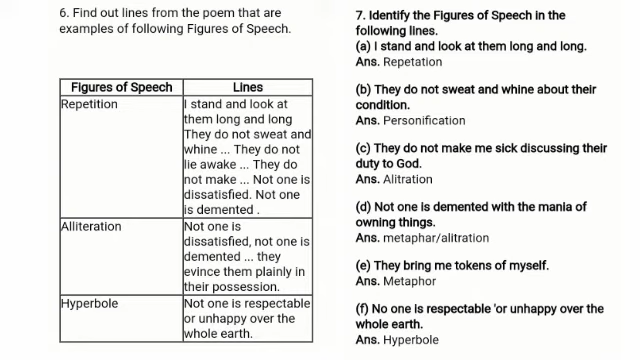 6. Find out lines from the poem that are
examples of following Figures of Speech.
Figures of Speech
Lines
Repetition
I stand and look at
them long and long
They do not sweat and
whine ... They do not
lie awake ... They do
not make ... Not one is
dissatisfied. Not one
is demented .
Alliteration
Not one is
dissatisfied, not one is
demented ... they
evince them plainly in
their possession.
Hyperbole
Not one is respectable
or unhappy over the
whole earth.
7. Identify the Figures of Speech in the
following lines.
(a) I stand and look at them long and long.
Ans. Repetation
(b) They do not sweat and whine about their
condition.
Ans. Personification
(c) They do not make me sick discussing their
duty to God.
Ans. Alitration
(d) Not one is demented with the mania of
owning things.
Ans. metaphar/alitration
(e) They bring me tokens of myself.
Ans. Metaphor
(f) No one is respectable 'or unhappy over the
whole earth.
Ans. Hyperbole